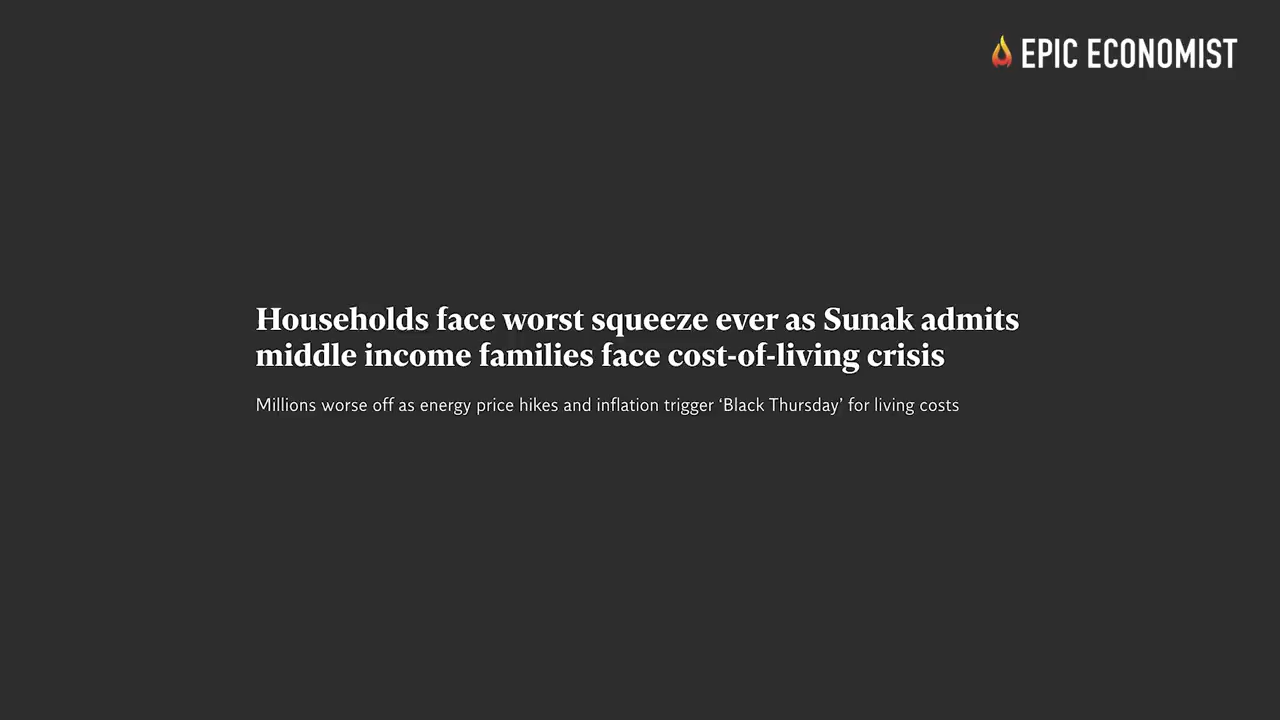 EPIC ECONOMIST
Households face worst squeeze ever as Sunak admits
middle income families face cost-of-living crisis
Millions worse off as energy price hikes and inflation trigger ‘Black Thursday’ for living costs